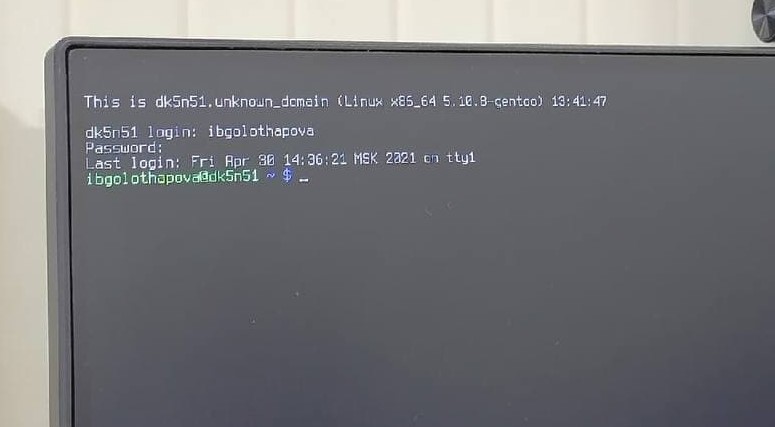 This is dk5n51.unknown_domain (Linux x86_64 5.10.8-gentoo) 13:41:47
dk5n51 login: ibgolothapova
Password:
Last login: Fri Apr 30 14:36:21 MSK 2021 on tty1
ibgolothapova@dk5n51 ~ $ _